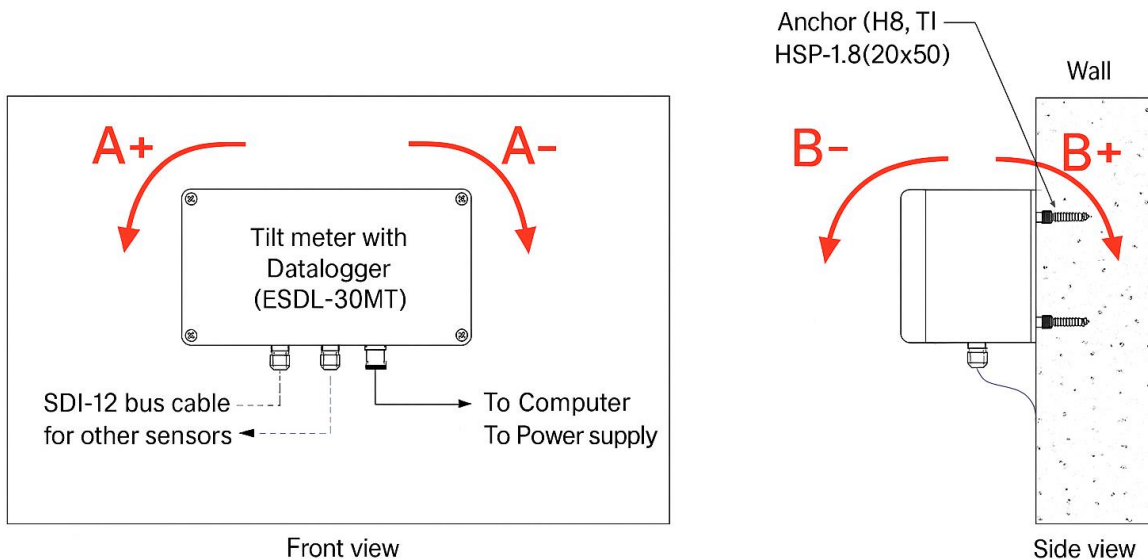 Anchor (H8, TI
HSP-1.8(20x50)
Wall
A+
A-
B-
B+
Tilt meter with
Datalogger
(ESDL-30MT)
SDI-12 bus cable
for other sensors
To Computer
To Power supply
Front view
Side view